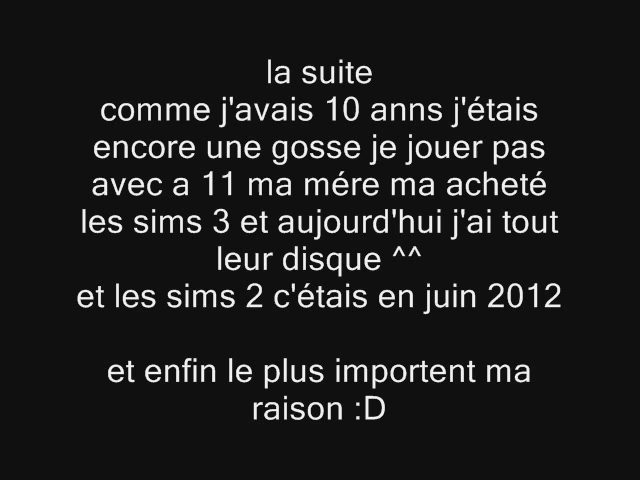 la suite
comme j'avais 10 anns j'étais
encore une gosse je jouer pas
avec a 11 ma mére ma acheté
les sims 3 et aujourd'hui j'ai tout
leur disque ^^
et les sims 2 c'étais en juin 2012
et enfin le plus importent ma
raison :D